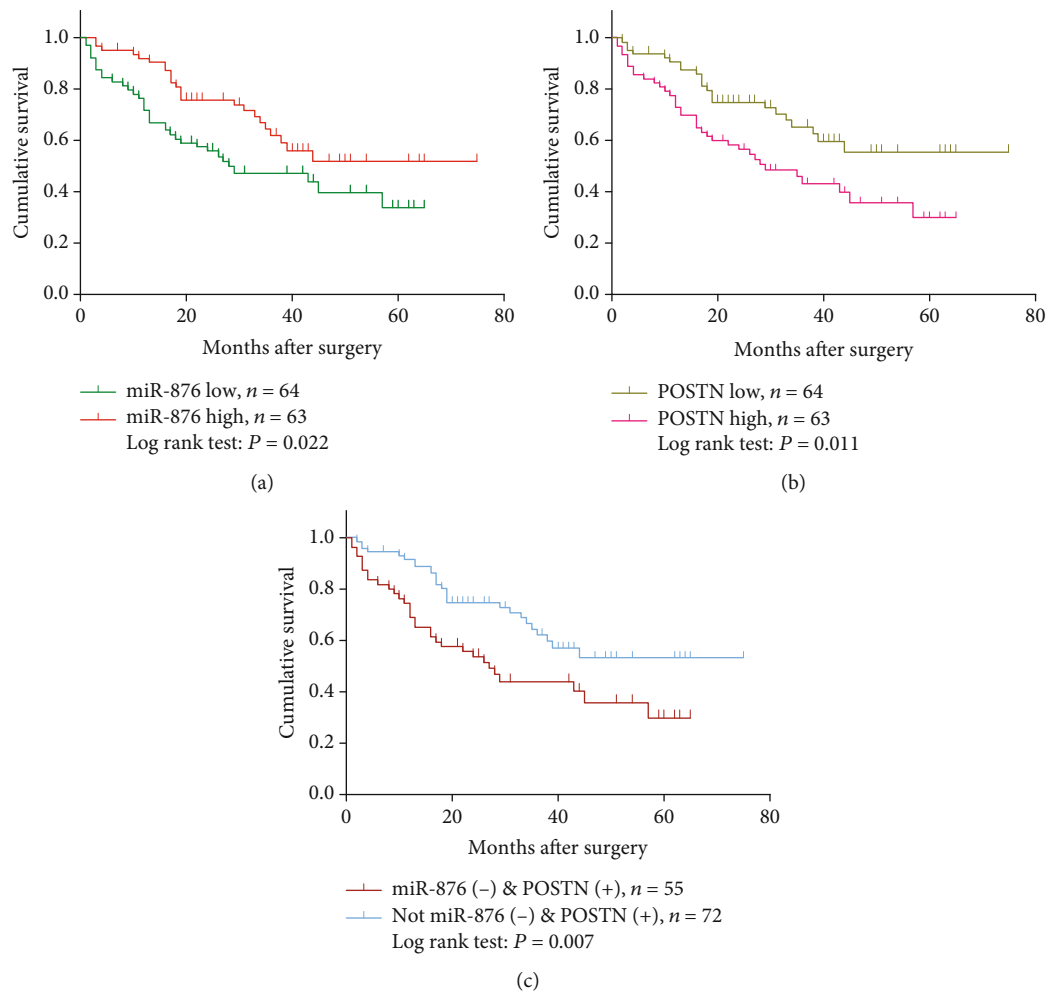 1.0
0.8
0.6
0.4
0.2
0.0
Cumulative survival
0 20 40 60 80
Months after surgery
miR-876 low, n = 64
miR-876 high, n = 63
Log rank test: P = 0.022
(a)
1.0
0.8
0.6
0.4
0.2
0.0
Cumulative survival
0 20 40 60 80
Months after surgery
POSTN low, n = 64
POSTN high, n = 63
Log rank test: P = 0.011
(b)
1.0
0.8
0.6
0.4
0.2
0.0
Cumulative survival
0 20 40 60 80
Months after surgery
miR-876 (–) & POSTN (+), n = 55
Not miR-876 (–) & POSTN (+), n = 72
Log rank test: P = 0.007
(c)